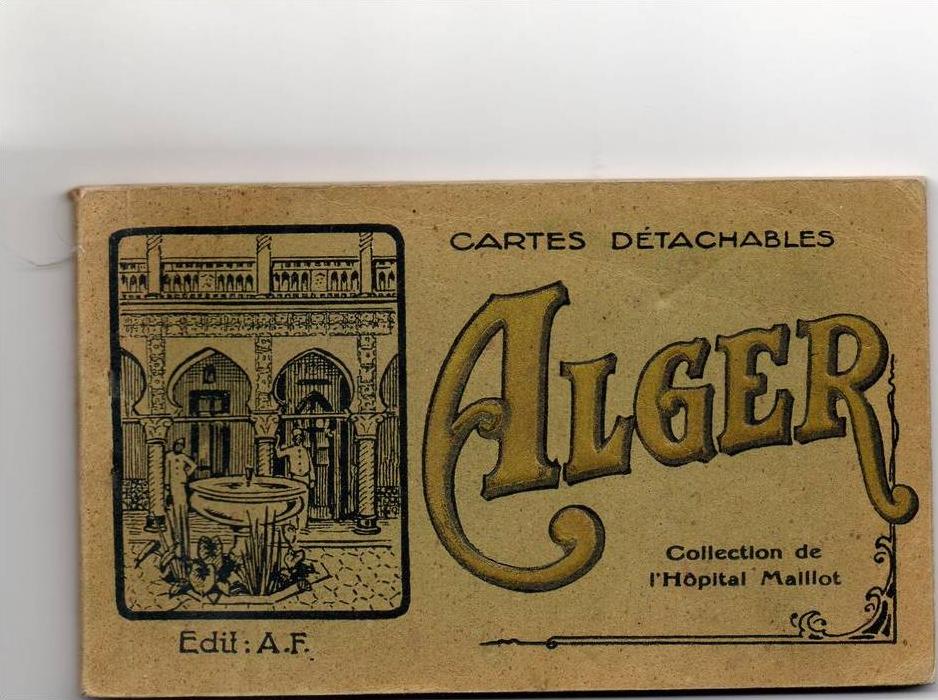 CARTES DÉTACHABLES
ALGER
Collection de
l'Hôpital Maillot
Edit : A.F.